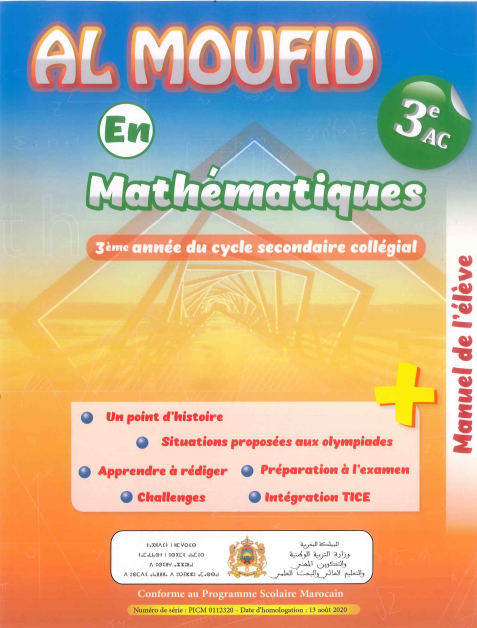 AL MOUFID
3e AC
En
Mathématiques
3ème année du cycle secondaire collégial
Manuel de l'élève
+
Un point d'histoire
Situations proposées aux olympiades
Apprendre à rédiger
Préparation à l'examen
Challenges
Intégration TICE
المملكة المغربية
وزارة التربية الوطنية
والتكوين المهني
والتعليم العالي والبحث العلمي
Conforme au Programme Scolaire Marocain
Numéro de série : PICM 0112320 - Date d'homologation : 13 août 2020